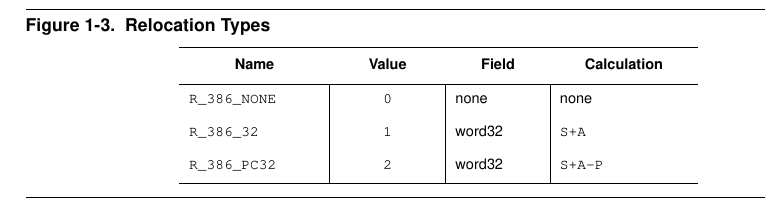 Figure 1-3. Relocation Types
Name Value Field Calculation
R_386_NONE 0 none none
R_386_32 1 word32 S+A
R_386_PC32 2 word32 S+A-P